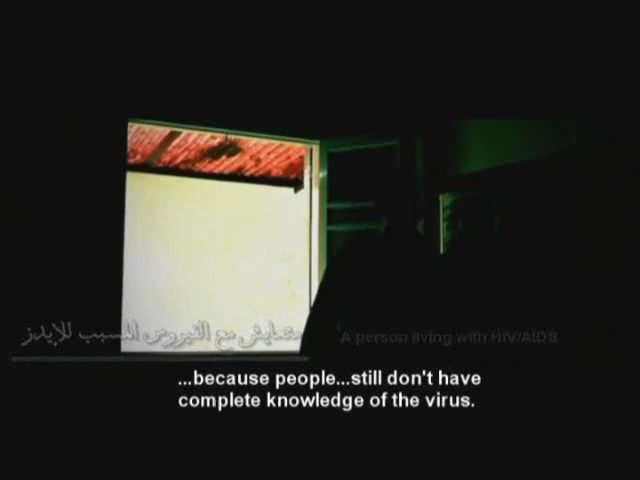 متعايش مع الفيروس المسبب للإيدز
A person living with HIV/AIDS
...because people...still don't have
complete knowledge of the virus.